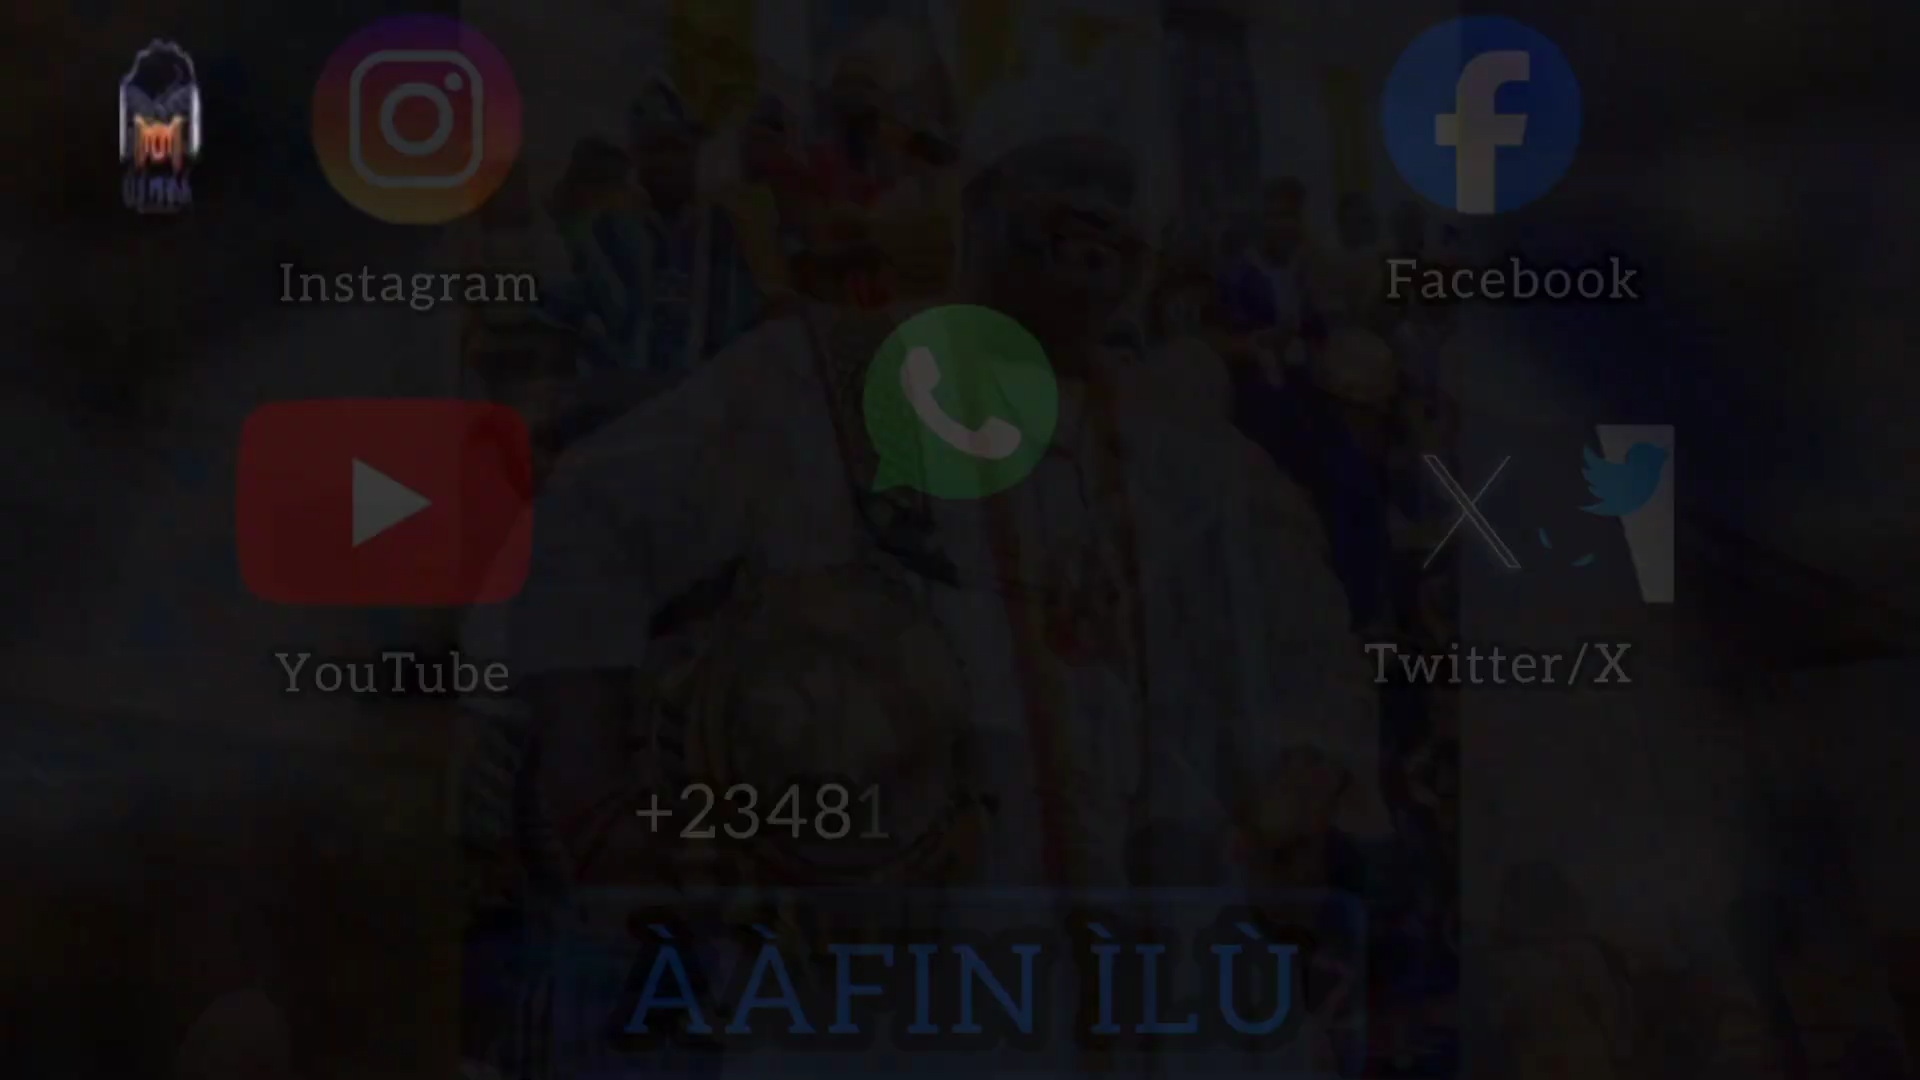 Instagram
Facebook
YouTube
Twitter/X
+23481
ÀÀFIN ÌLÙ